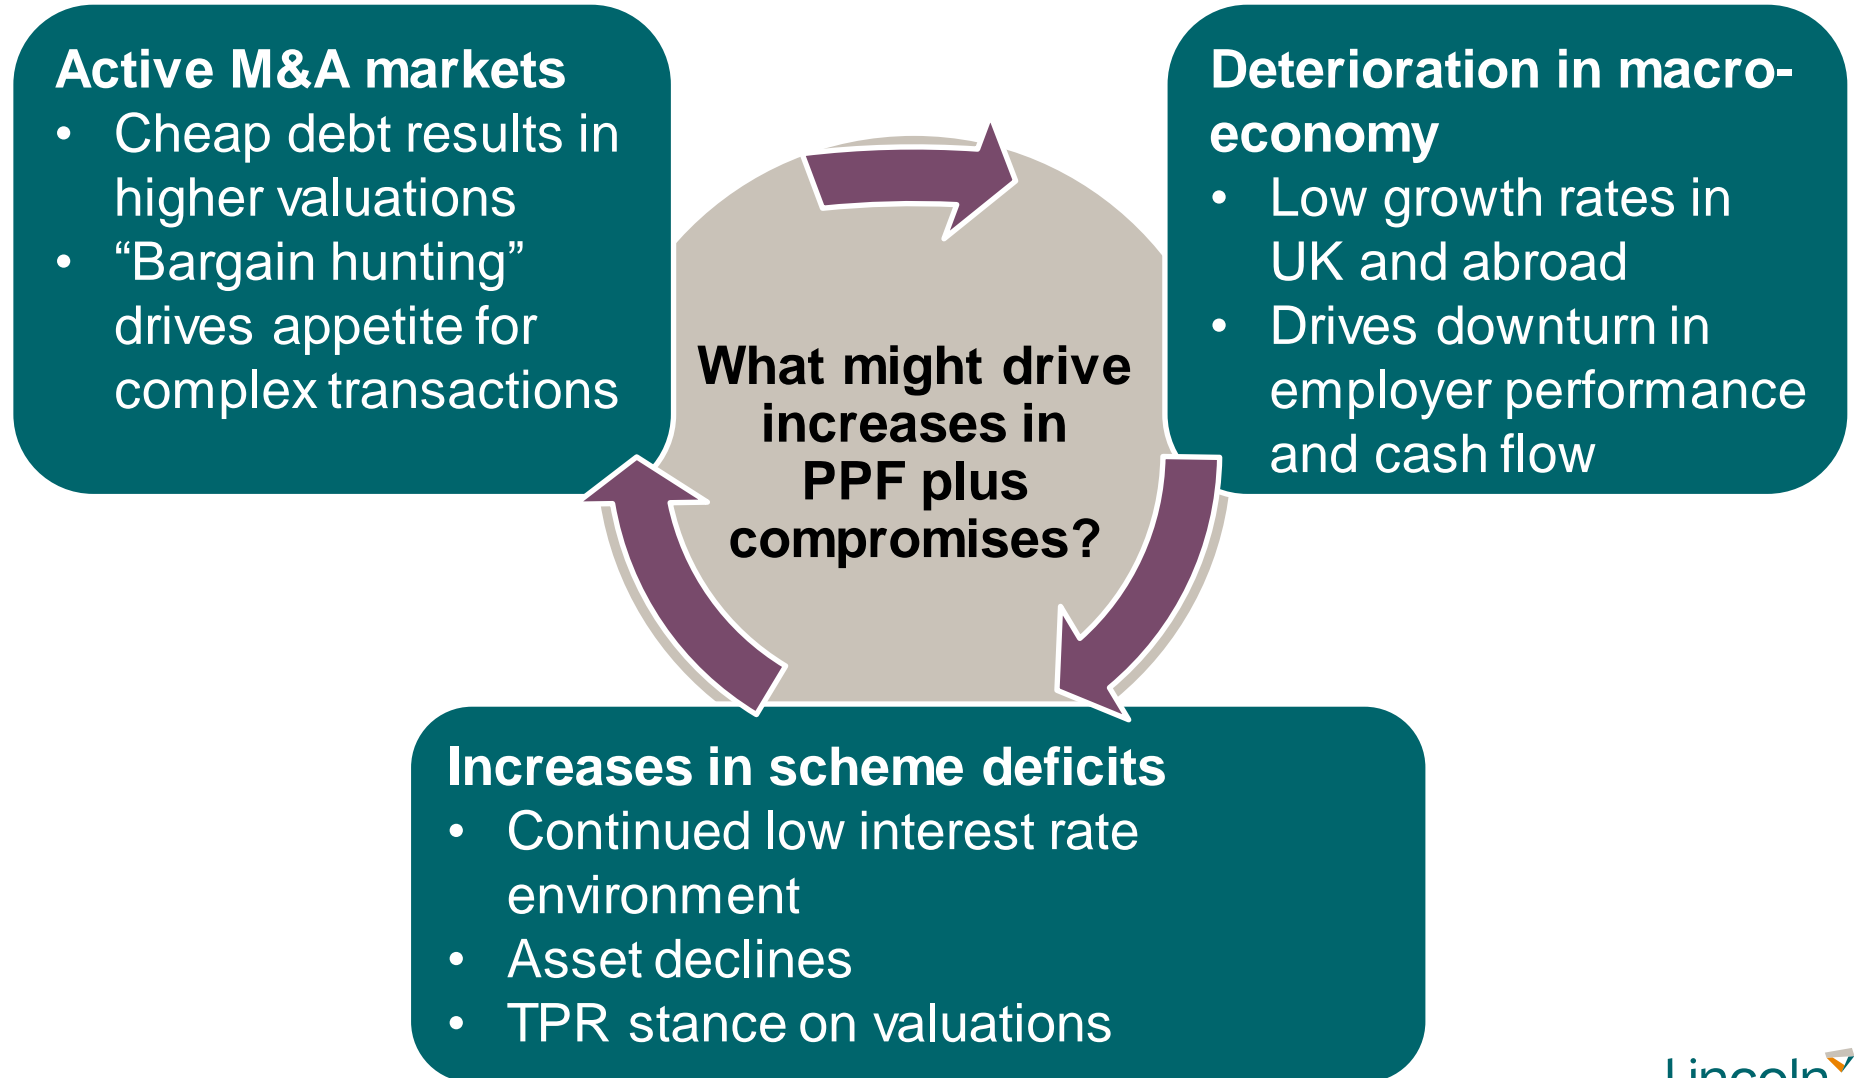 Active M&A markets
• Cheap debt results in
higher valuations
• “Bargain hunting”
drives appetite for
complex transactions
Deterioration in macro-
economy
• Low growth rates in
UK and abroad
• Drives downturn in
employer performance
and cash flow
What might drive
increases in
PPF plus
compromises?
Increases in scheme deficits
• Continued low interest rate
environment
• Asset declines
• TPR stance on valuations
Lincoln